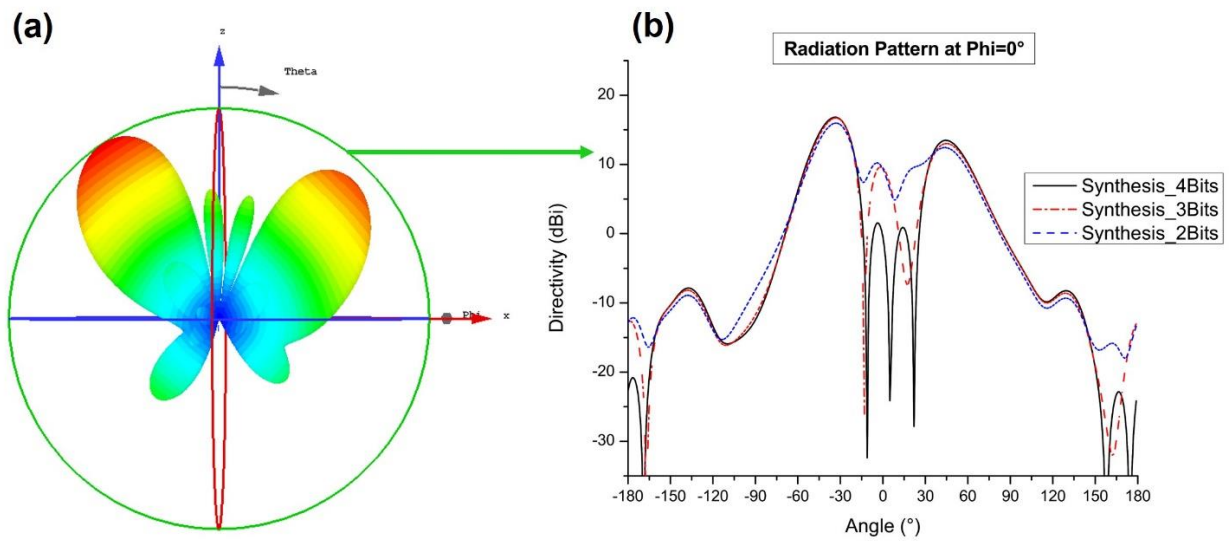 (a)
z
Theta
Phi
x
(b)
Radiation Pattern at Phi=0°
Directivity (dBi)
20
10
0
-10
-20
-30
-180 -150 -120 -90 -60 -30 0 30 60 90 120 150 180
Angle (°)
Synthesis_4Bits
Synthesis_3Bits
Synthesis_2Bits